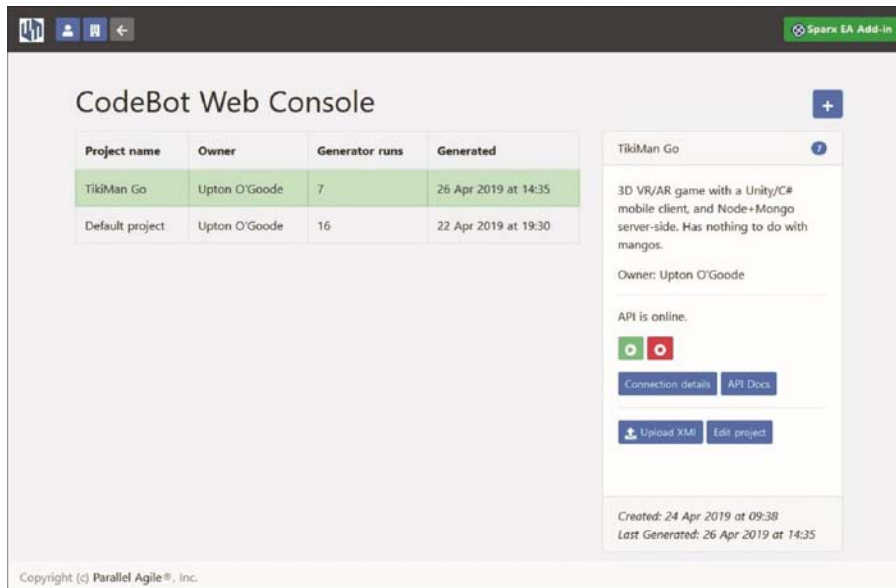 Sparx EA Add-in
CodeBot Web Console
Project name Owner Generator runs Generated
TikiMan Go Upton O'Goode 7 26 Apr 2019 at 14:35
Default project Upton O'Goode 16 22 Apr 2019 at 19:30
TikiMan Go 7
3D VR/AR game with a Unity/C#
mobile client, and Node+Mongo
server-side. Has nothing to do with
mangos.
Owner: Upton O'Goode
API is online.
Connection details API Docs
Upload XMI Edit project
Created: 24 Apr 2019 at 09:38
Last Generated: 26 Apr 2019 at 14:35
Copyright (c) Parallel Agile®, Inc.